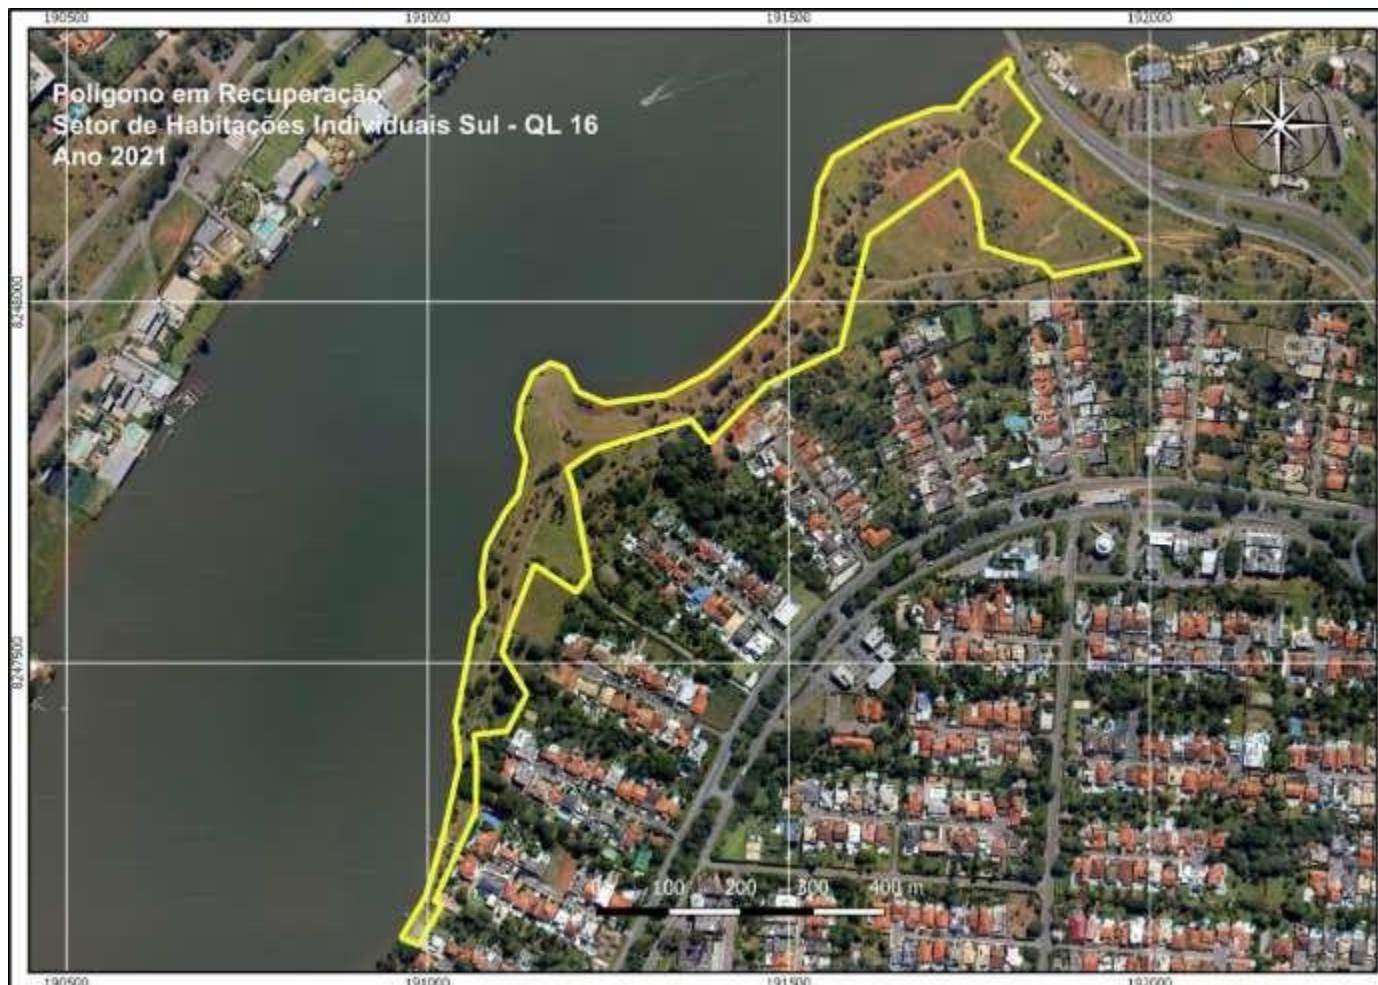 190500 191000 191500 192000
Polígono em Recuperação
Setor de Habitações Individuais Sul - QL 16
Ano 2021
8248000
8247500
0 100 200 300 400 m
190500 191000 191500 192000